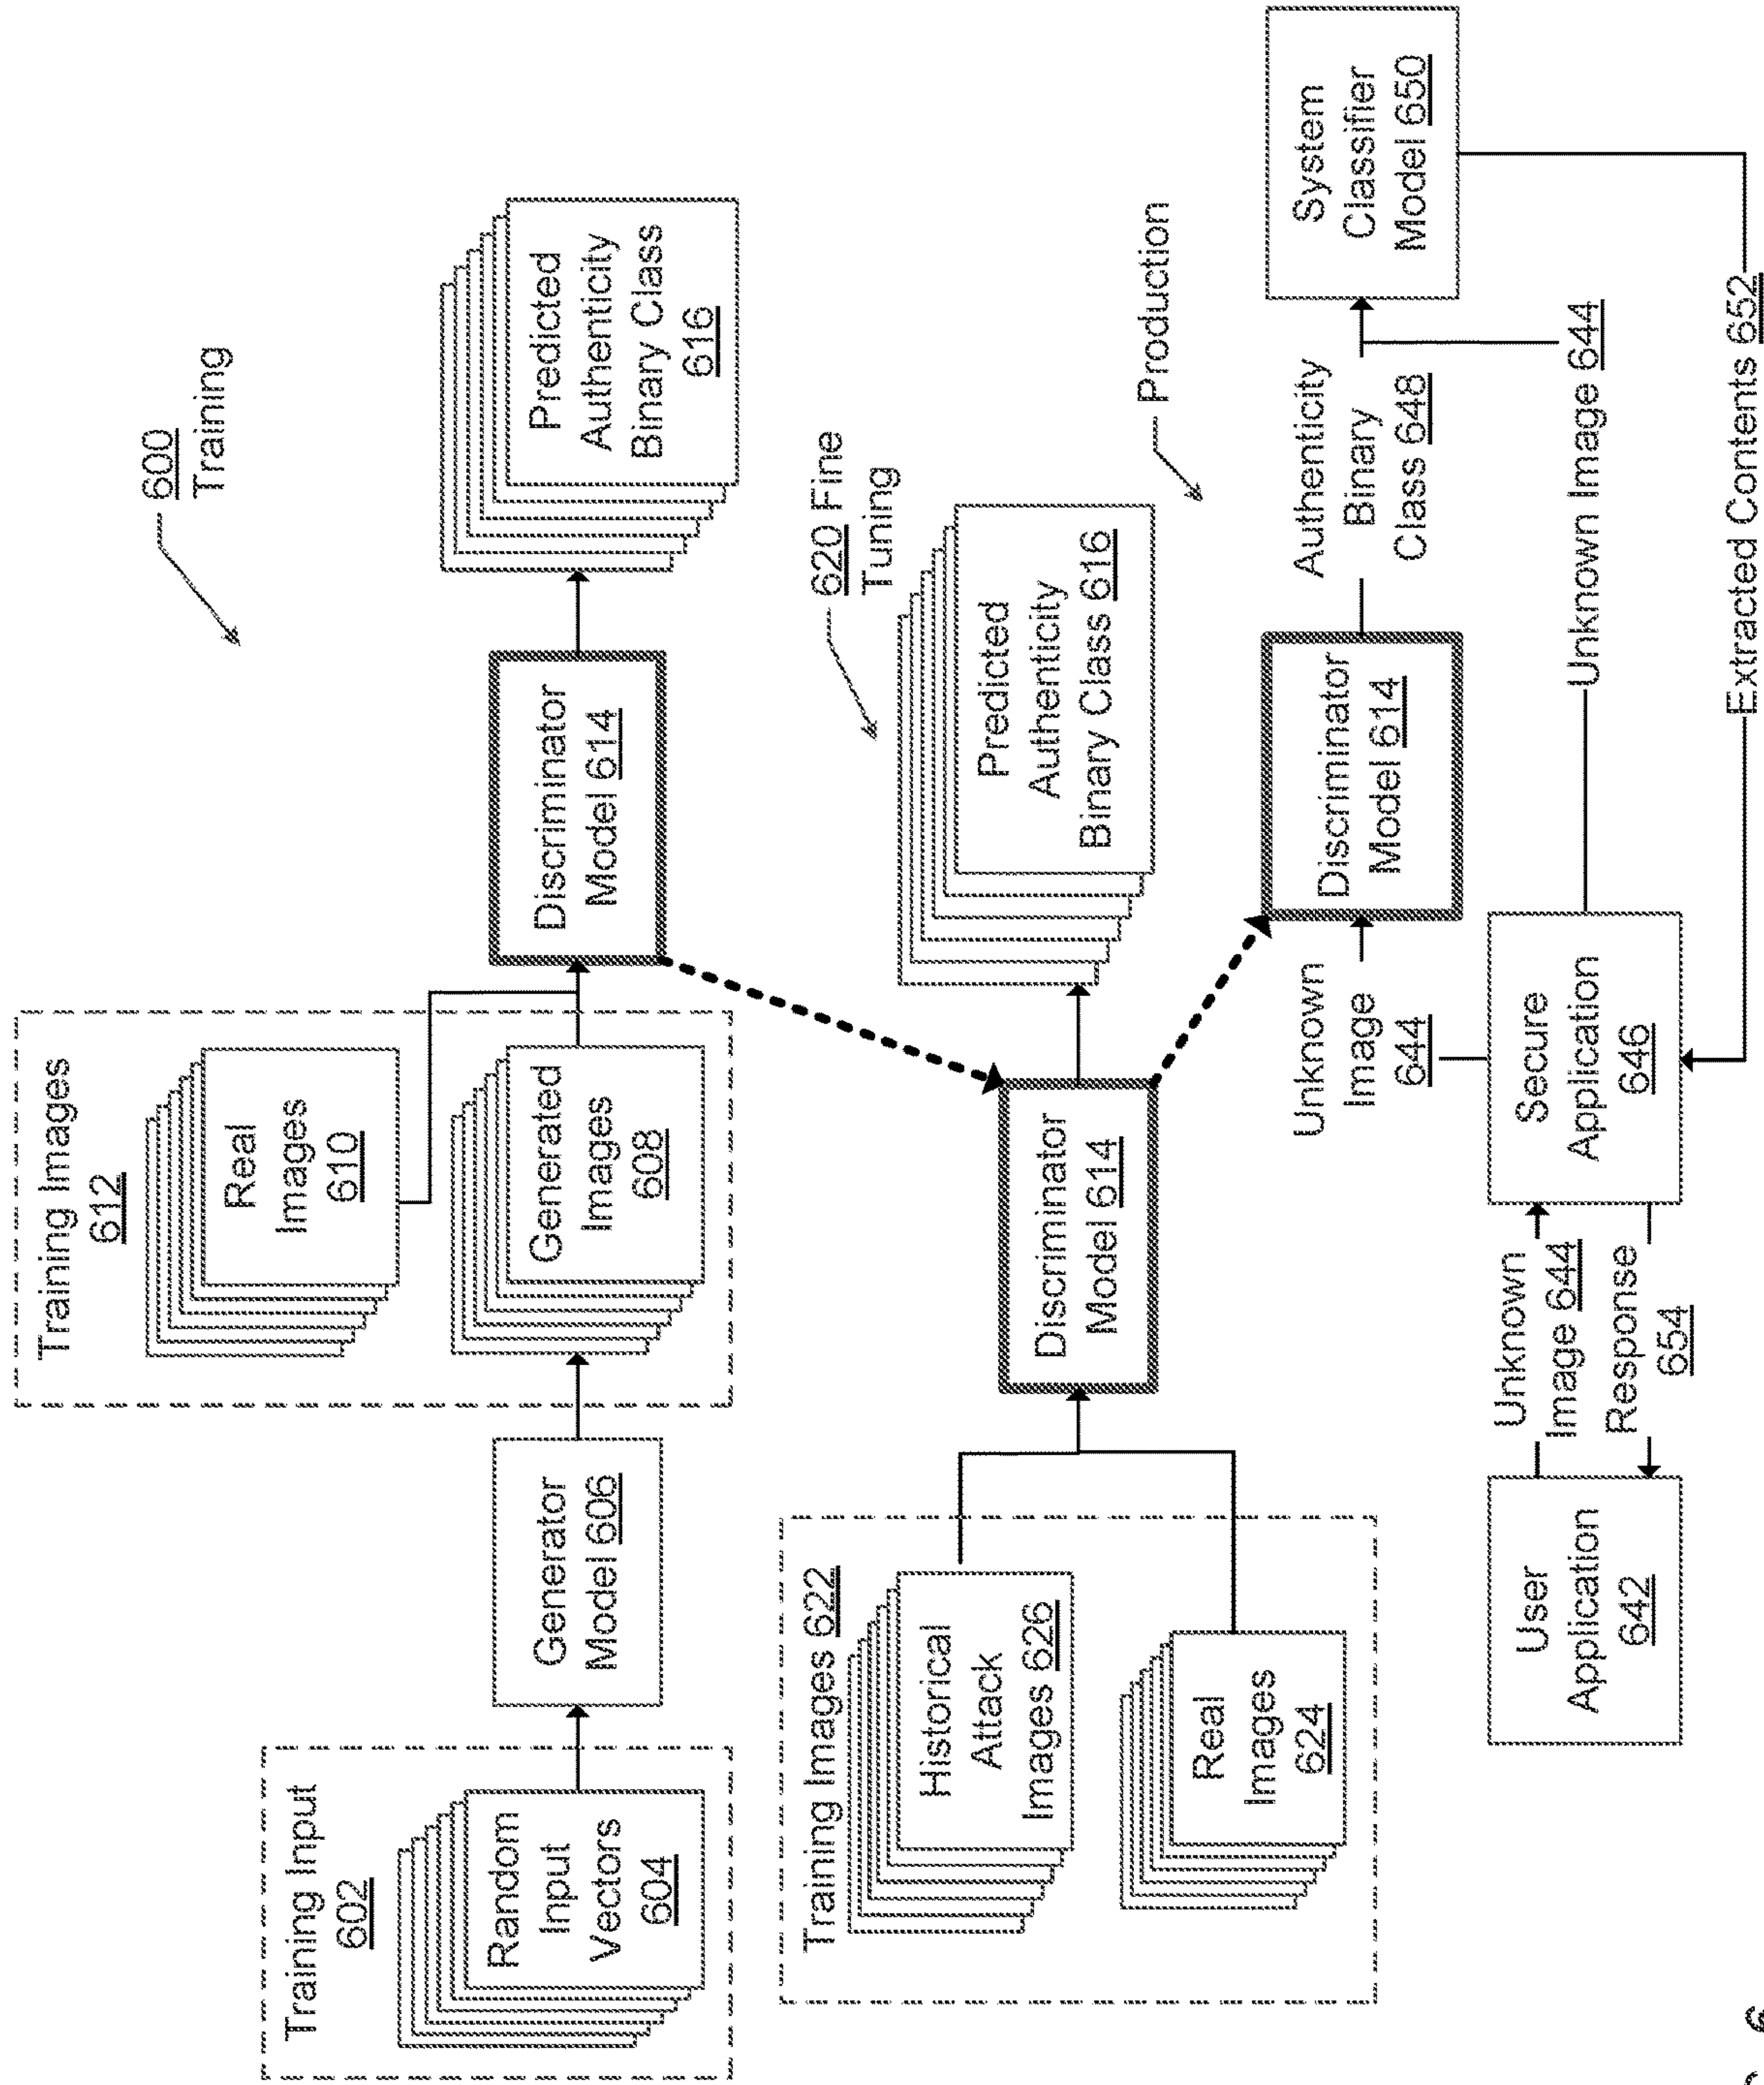 600
Training
Training Input
602
Random
Input
Vectors
604
Generator
Model 606
Training Images
612
Real
Images
610
Generated
Images
608
Discriminator
Model 614
Predicted
Authenticity
Binary Class
616
620 Fine
Tuning
Training Images 622
Historical
Attack
Images 626
Real
Images
624
Discriminator
Model 614
Predicted
Authenticity
Binary Class 616
Production
User
Application
642
Unknown
Image 644
Response
654
Secure
Application
646
Unknown
Image
644
Discriminator
Model 614
Authenticity
Binary
Class 648
System
Classifier
Model 650
Unknown Image 644
Extracted Contents 652